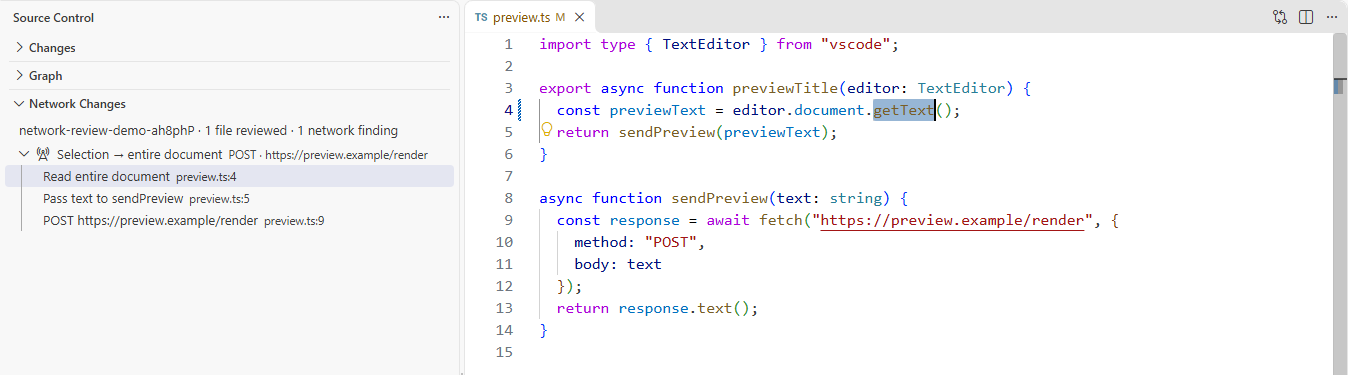 Source Control
Changes
Graph
Network Changes
network-review-demo-ah8phP · 1 file reviewed · 1 network finding
Selection → entire document POST · https://preview.example/render
Read entire document preview.ts:4
Pass text to sendPreview preview.ts:5
POST https://preview.example/render preview.ts:9
TS preview.ts M
1 import type { TextEditor } from "vscode";
2
3 export async function previewTitle(editor: TextEditor) {
4   const previewText = editor.document.getText();
5   return sendPreview(previewText);
6 }
7
8 async function sendPreview(text: string) {
9   const response = await fetch("https://preview.example/render", {
10     method: "POST",
11     body: text
12   });
13   return response.text();
14 }
15